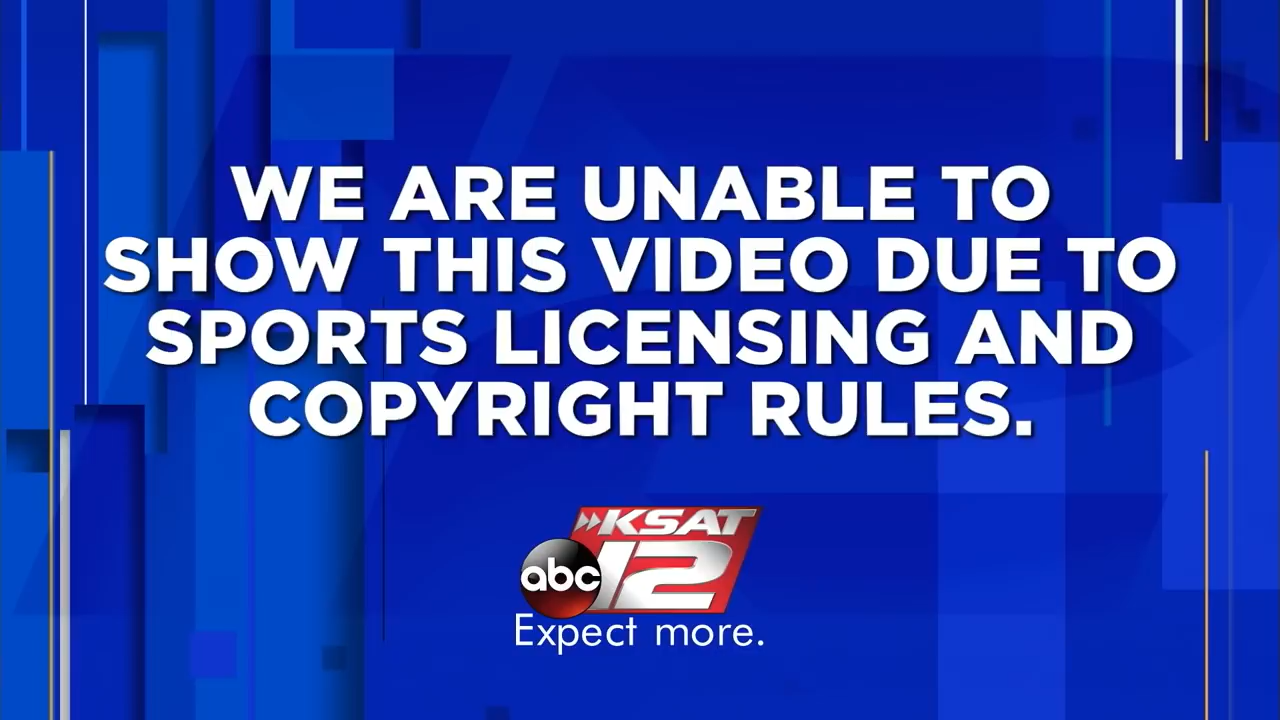 WE ARE UNABLE TO
SHOW THIS VIDEO DUE TO
SPORTS LICENSING AND
COPYRIGHT RULES.
KSAT
abc 12
Expect more.